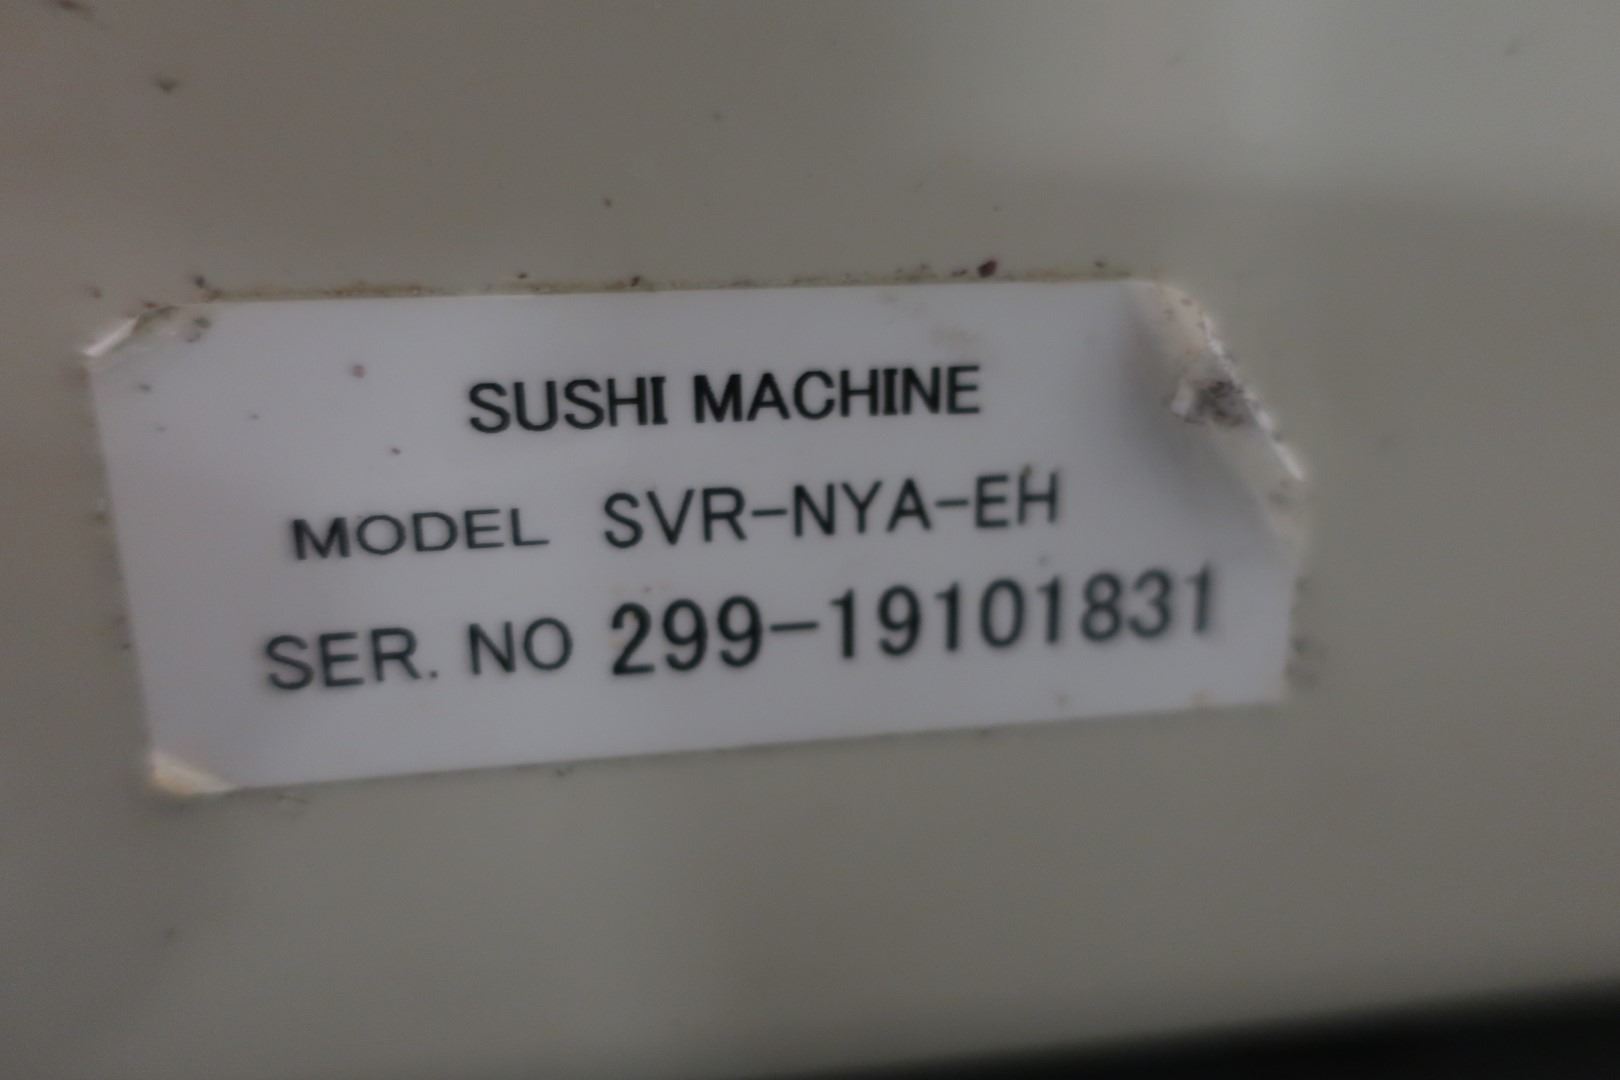 SUSHI MACHINE
MODEL SVR-NYA-EH
SER. NO 299-19101831